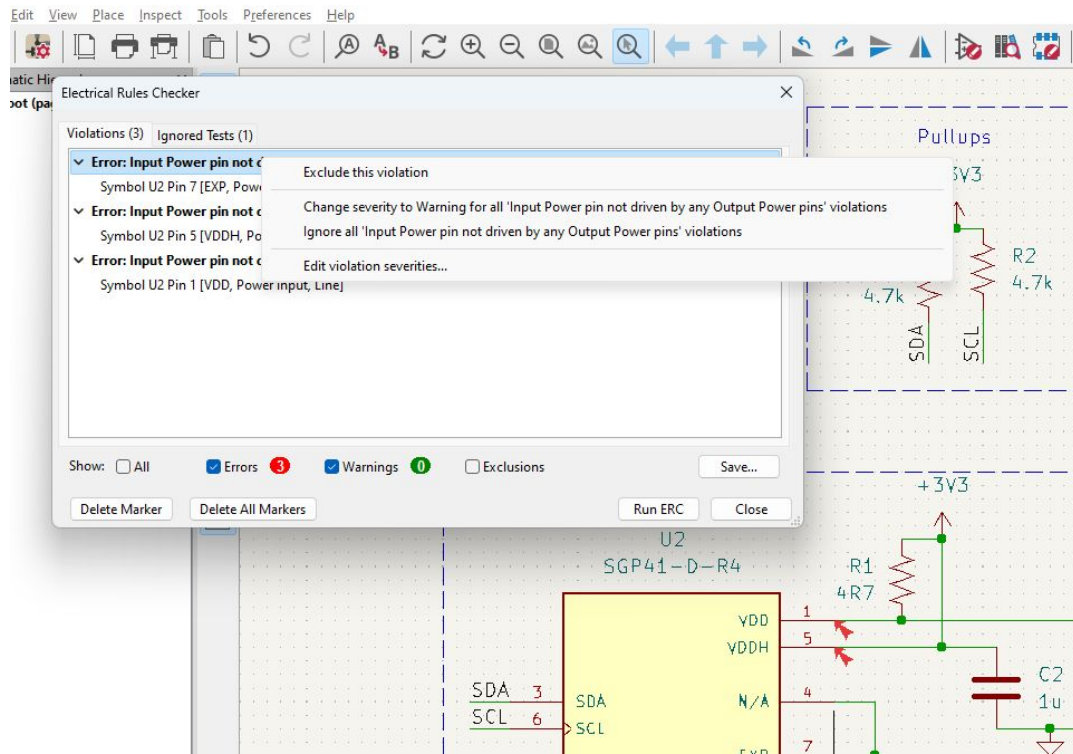 Edit View Place Inspect Tools Preferences Help
A A B
Electrical Rules Checker
Violations (3) Ignored Tests (1)
Error: Input Power pin not
Symbol U2 Pin 7 [EXP,
Error: Input Power pin not
Symbol U2 Pin 5 [VDDH,
Error: Input Power pin not
Symbol U2 Pin 1 [VDD, Power Input, Line]
Exclude this violation
Change severity to Warning for all 'Input Power pin not driven by any Output Power pins' violations
Ignore all 'Input Power pin not driven by any Output Power pins' violations
Edit violation severities...
Show: All Errors 3 Warnings 0 Exclusions Save...
Delete Marker Delete All Markers Run ERC Close
Pullups
3V3
R2
4.7k
4.7k
SDA
SCL
+3V3
U2
SGP41-D-R4
R1
4R7
VDD 1
VDDH 5
N/A 4
7
SDA 3 SDA
SCL 6 SCL
C2
1u